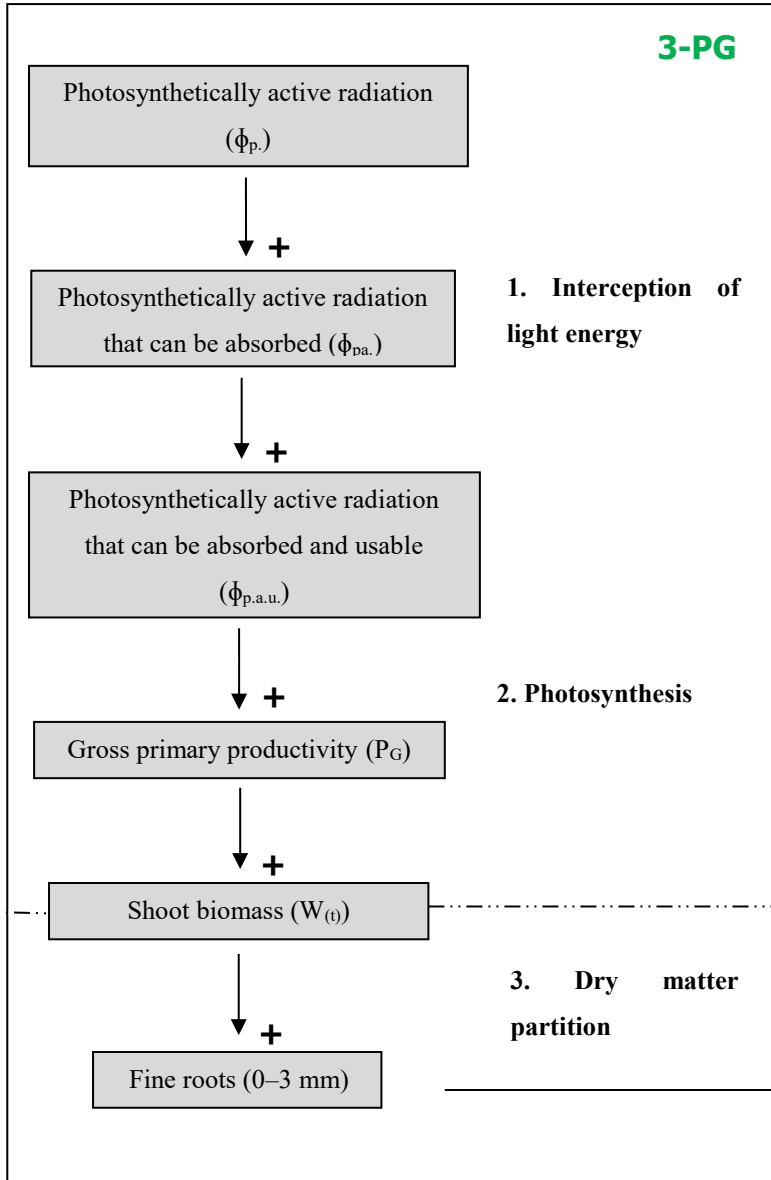 3-PG
Photosynthetically active radiation
(ϕp.)
+
Photosynthetically active radiation
that can be absorbed (ϕpa.)
1. Interception of
light energy
+
Photosynthetically active radiation
that can be absorbed and usable
(ϕp.a.u.)
+
2. Photosynthesis
Gross primary productivity (PG)
+
Shoot biomass (W(t))
3. Dry matter
partition
+
Fine roots (0–3 mm)